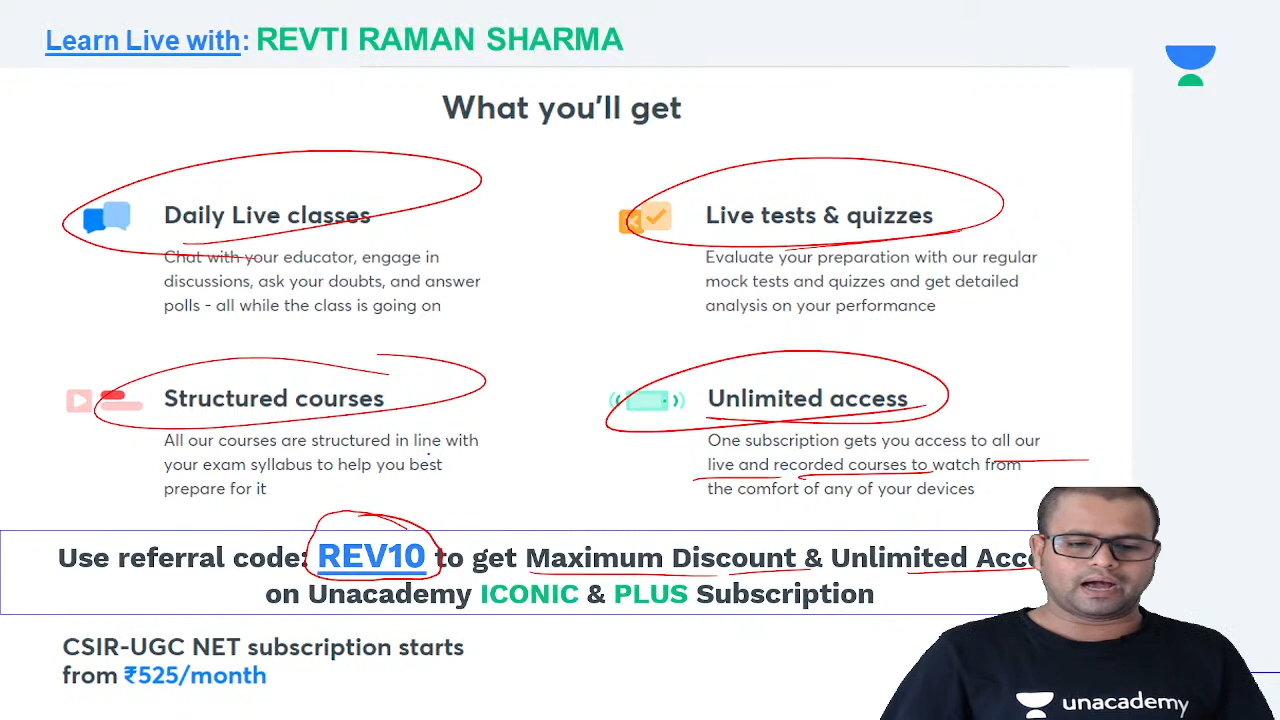 Learn Live with: REVTI RAMAN SHARMA
What you'll get
Daily Live classes
Chat with your educator, engage in
discussions, ask your doubts, and answer
polls - all while the class is going on
Live tests & quizzes
Evaluate your preparation with our regular
mock tests and quizzes and get detailed
analysis on your performance
Structured courses
All our courses are structured in line with
your exam syllabus to help you best
prepare for it
Unlimited access
One subscription gets you access to all our
live and recorded courses to watch from
the comfort of any of your devices
Use referral code: REV10 to get Maximum Discount & Unlimited Acc
on Unacademy ICONIC & PLUS Subscription
CSIR-UGC NET subscription starts
from ₹525/month
unacademy